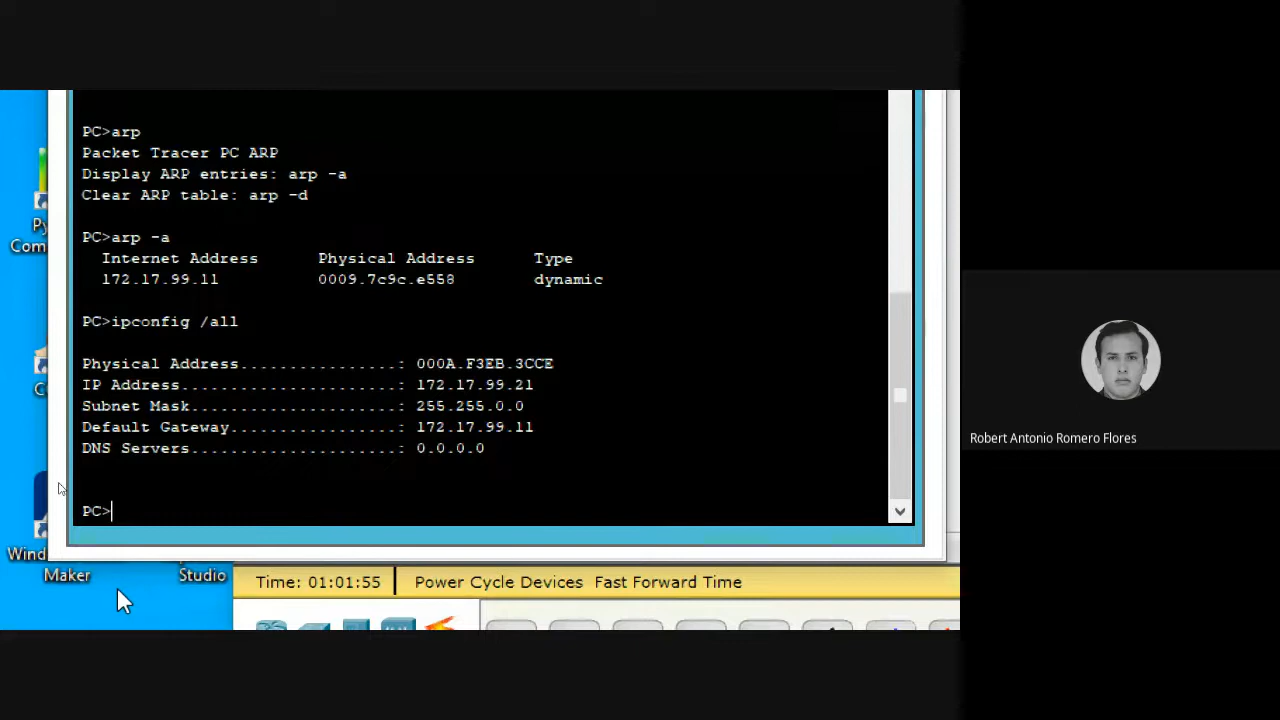 PC>arp
Packet Tracer PC ARP
Display ARP entries: arp -a
Clear ARP table: arp -d
PC>arp -a
Internet Address Physical Address Type
172.17.99.11 0009.7c9c.e558 dynamic
PC>ipconfig /all
Physical Address................: 000A.F3EB.3CCE
IP Address......................: 172.17.99.21
Subnet Mask.....................: 255.255.0.0
Default Gateway.................: 172.17.99.11
DNS Servers.....................: 0.0.0.0
PC>
Py
Com
C
Wind
Maker
Studio
Time: 01:01:55 Power Cycle Devices Fast Forward Time
Robert Antonio Romero Flores